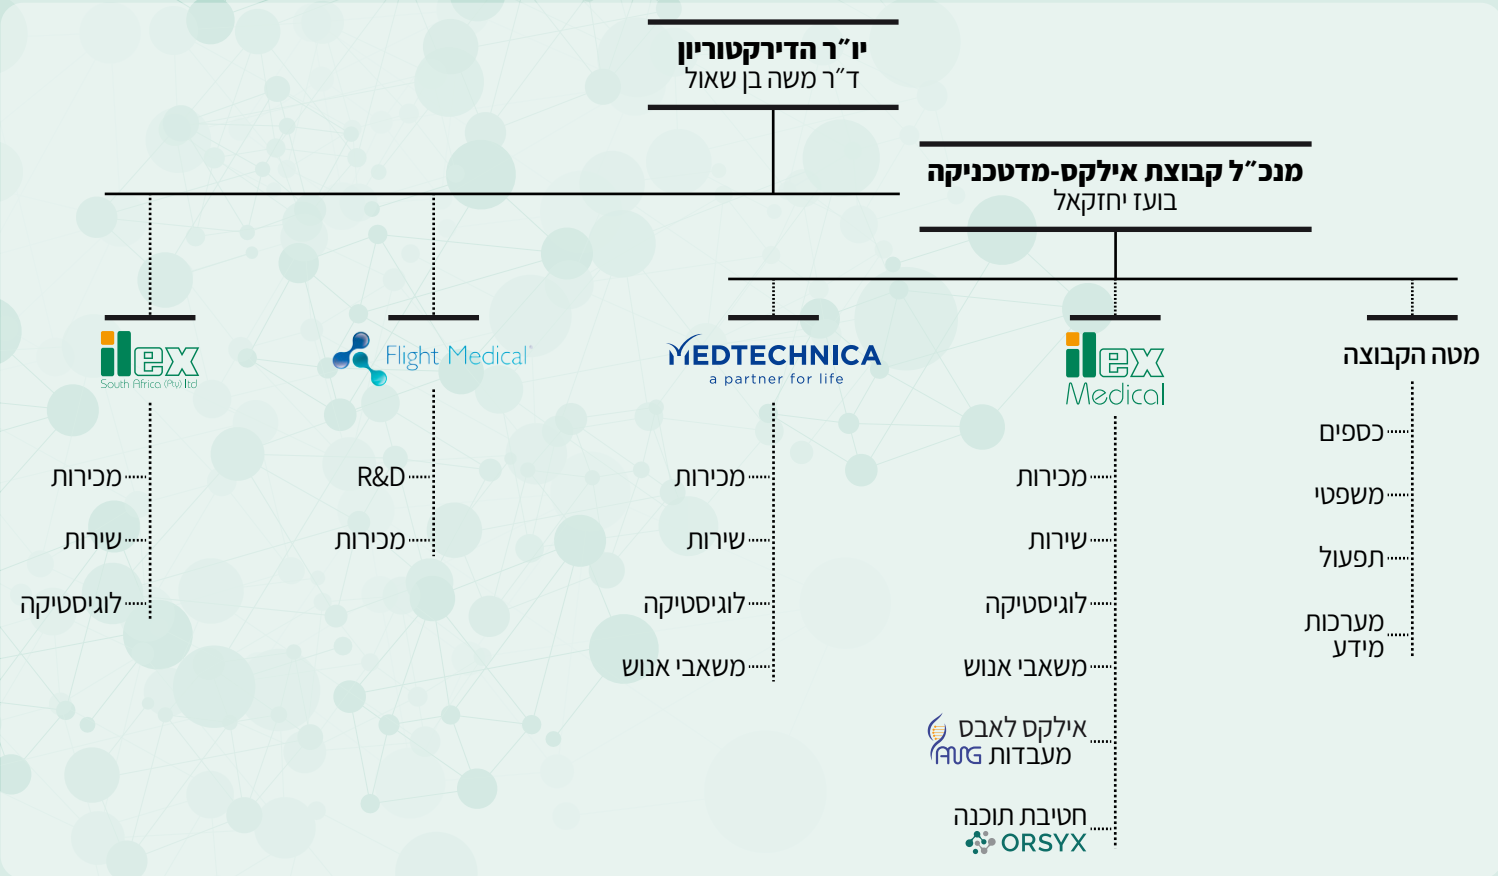 יו״ר הדירקטוריון
ד״ר משה בן שאול
מנכ״ל קבוצת אילקס-מדטכניקה
בועז יחזקאל
מטה הקבוצה
כספים
משפטי
תפעול
מערכות
מידע
ilex
Medical
מכירות
שירות
לוגיסטיקה
משאבי אנוש
אילקס לאבס
מעבדות AMG
חטיבת תוכנה
ORSYX
MEDTECHNICA
a partner for life
מכירות
שירות
לוגיסטיקה
משאבי אנוש
Flight Medical
R&D
מכירות
ilex
South Africa (Pty) ltd
מכירות
שירות
לוגיסטיקה